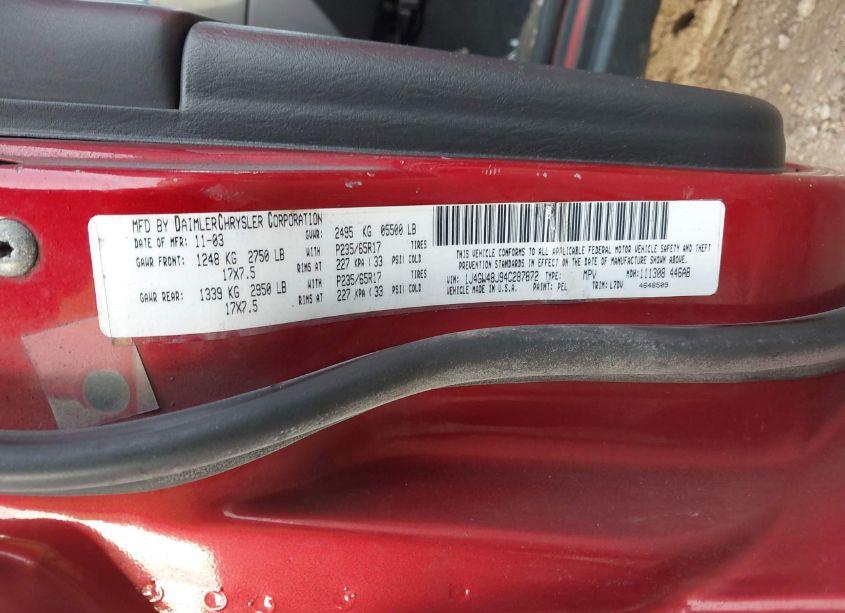 MFD BY DAIMLERCHRYSLER CORPORATION
DATE OF MFR: 11-03 GVWR: 2495 KG 05500 LB
GAWR FRONT: 1248 KG 2750 LB WITH P235/65R17 TIRES
17X7.5 RIMS AT 227 KPA ( 33 PSI) COLD
GAWR REAR: 1339 KG 2950 LB WITH P235/65R17 TIRES
17X7.5 RIMS AT 227 KPA ( 33 PSI) COLD
THIS VEHICLE CONFORMS TO ALL APPLICABLE FEDERAL MOTOR VEHICLE SAFETY AND THEFT
PREVENTION STANDARDS IN EFFECT ON THE DATE OF MANUFACTURE SHOWN ABOVE.
VIN: 1J4GW48J94C287872 TYPE: MPV MDH: 111308 446AB
MADE IN U.S.A. PAINT: PEL TRIM: L7DV 4648509